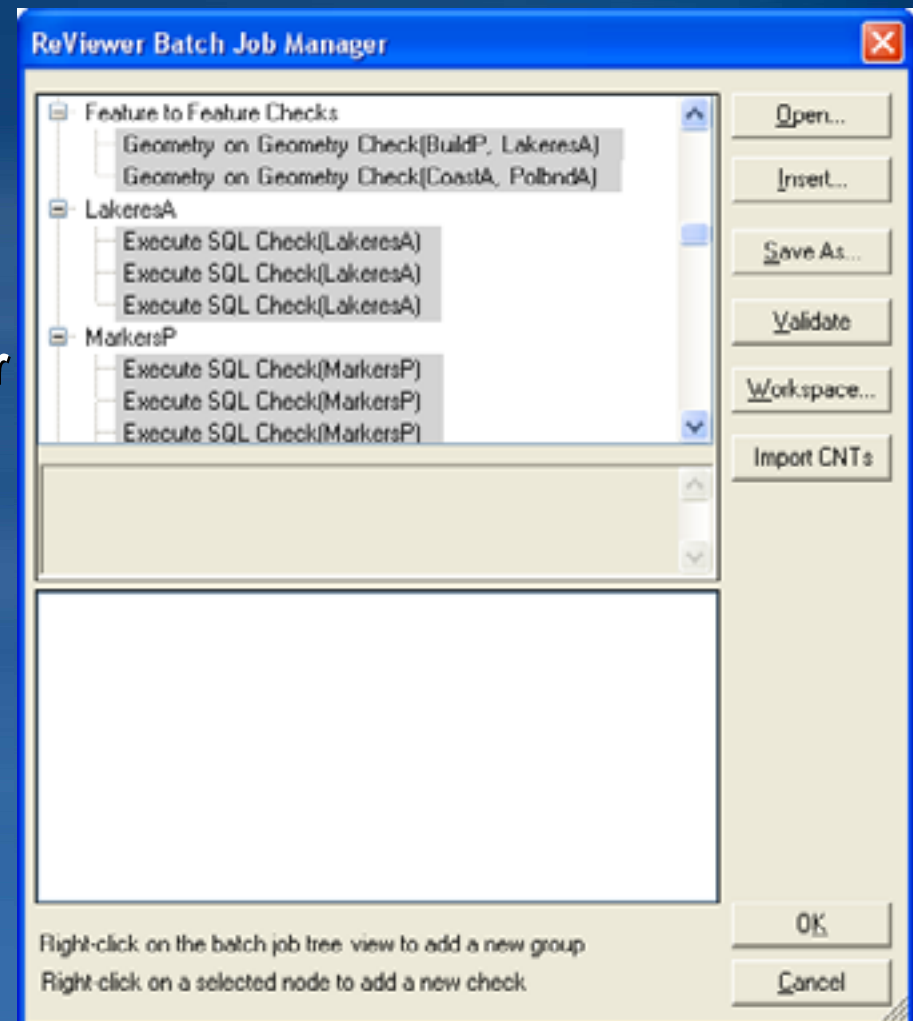 ReViewer Batch Job Manager
Feature to Feature Checks
Geometry on Geometry Check(BuildP, LakeresA)
Geometry on Geometry Check(CoastA, PolbndA)
LakeresA
Execute SQL Check(LakeresA)
Execute SQL Check(LakeresA)
Execute SQL Check(LakeresA)
MarkersP
Execute SQL Check(MarkersP)
Execute SQL Check(MarkersP)
Execute SQL Check(MarkersP)
Open...
Insert...
Save As...
Validate
Workspace...
Import CNTs
Right-click on the batch job tree view to add a new group
Right-click on a selected node to add a new check
OK
Cancel